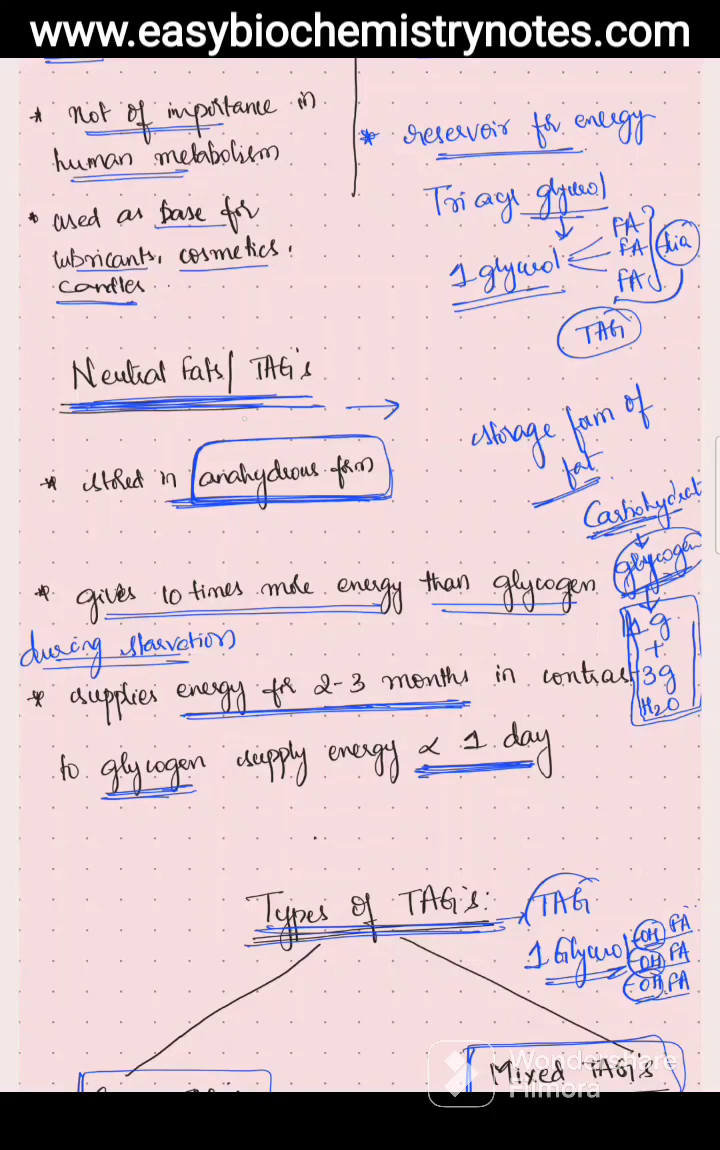 www.easybiochemistrynotes.com
* Not of importance in
human metabolism
* used as base for
lubricants, cosmetics,
candles
* reservoir for energy
Tri acyl glycerol
1 glycerol
FA
FA
FA
TAG
Neutral Fats/ TAG's
storage form of
fat
* stored in anahydrous form
Carbohydrat
glycogen
1g
+
3g
H2O
* gives 10 times more energy than glycogen
during starvation
* supplies energy for 2-3 months in contrast
to glycogen supply energy < 1 day
Types of TAG's:
TAG
1 Glycerol
OH FA
OH FA
OH FA
Mixed TAG's
Wondershare
Filmora